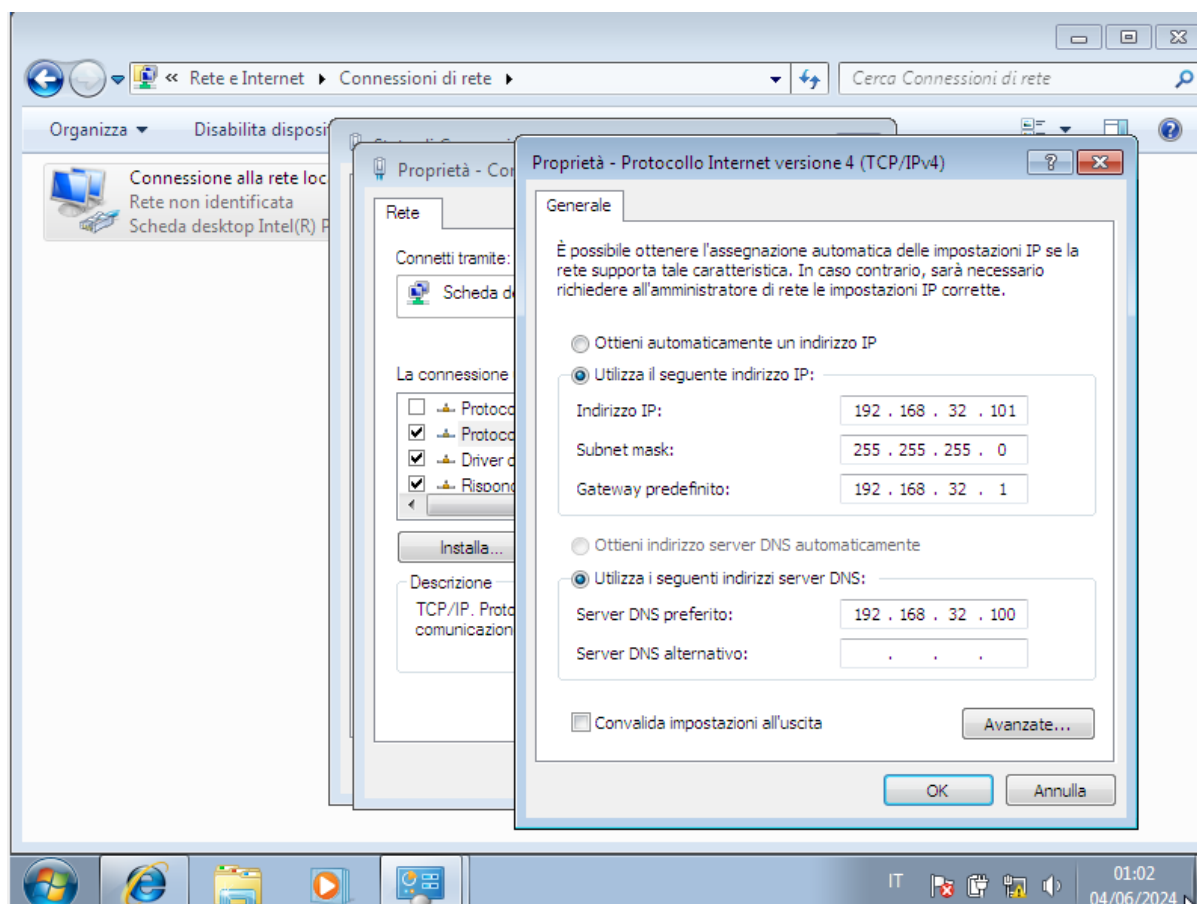 « Rete e Internet ▸ Connessioni di rete ▸
Cerca Connessioni di rete
Organizza
Disabilita disposi
Connessione alla rete loc
Rete non identificata
Scheda desktop Intel(R) P
Proprietà - Cor
Rete
Connetti tramite:
Scheda de
La connessione
Protoco
Protoco
Driver
Rispond
Installa...
Descrizione
TCP/IP. Proto
comunicazion
Proprietà - Protocollo Internet versione 4 (TCP/IPv4)
Generale
È possibile ottenere l'assegnazione automatica delle impostazioni IP se la
rete supporta tale caratteristica. In caso contrario, sarà necessario
richiedere all'amministratore di rete le impostazioni IP corrette.
Ottieni automaticamente un indirizzo IP
Utilizza il seguente indirizzo IP:
Indirizzo IP: 192 . 168 . 32 . 101
Subnet mask: 255 . 255 . 255 . 0
Gateway predefinito: 192 . 168 . 32 . 1
Ottieni indirizzo server DNS automaticamente
Utilizza i seguenti indirizzi server DNS:
Server DNS preferito: 192 . 168 . 32 . 100
Server DNS alternativo: . . .
Convalida impostazioni all'uscita
Avanzate...
OK
Annulla
IT
01:02
04/06/2024